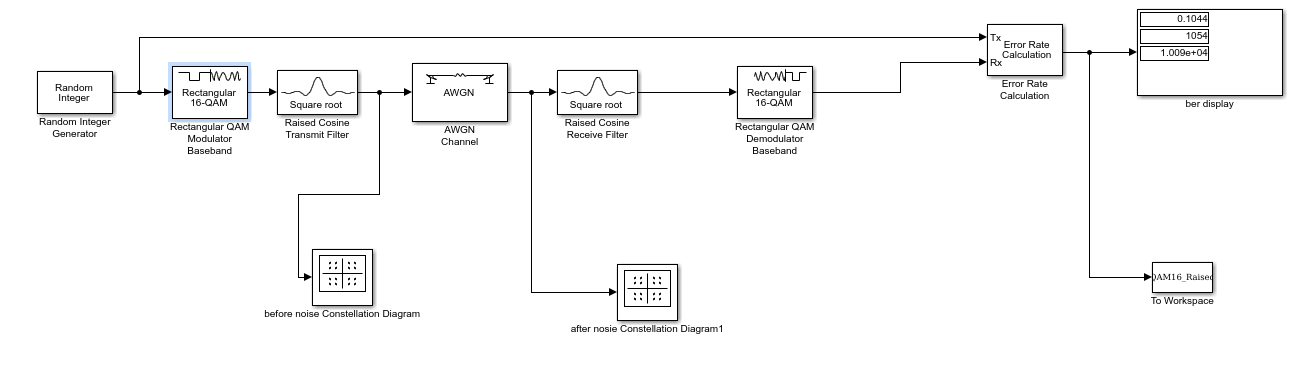 Random
Integer
Random Integer
Generator
Rectangular
16-QAM
Rectangular QAM
Modulator
Baseband
Square root
Raised Cosine
Transmit Filter
AWGN
AWGN
Channel
Square root
Raised Cosine
Receive Filter
Rectangular
16-QAM
Rectangular QAM
Demodulator
Baseband
Tx
Rx
Error Rate
Calculation
Error Rate
Calculation
0.1044
1054
1.009e+04
ber display
before noise Constellation Diagram
after nosie Constellation Diagram1
QAM16_Raised
To Workspace